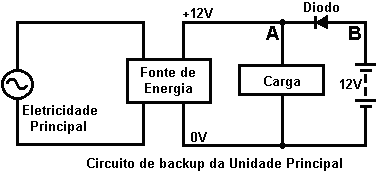 Diodo
+12V
A
B
Fonte de
Energia
Carga
12V
Eletricidade
Principal
0V
Circuito de backup da Unidade Principal